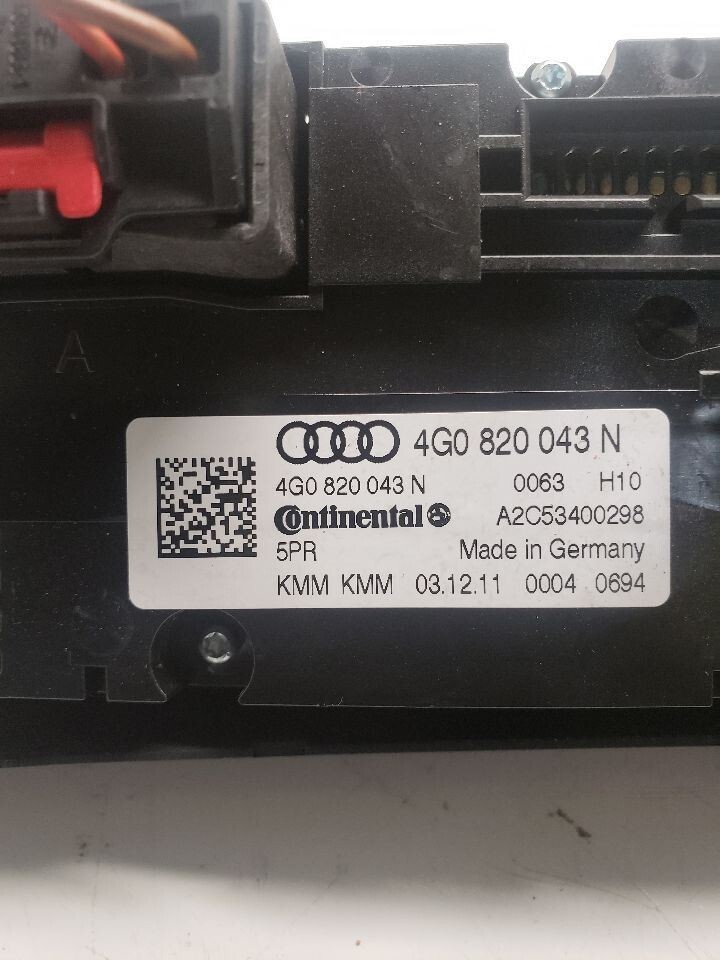 A
4G0 820 043 N
4G0 820 043 N 0063 H10
Continental A2C53400298
5PR Made in Germany
KMM KMM 03.12.11 0004 0694